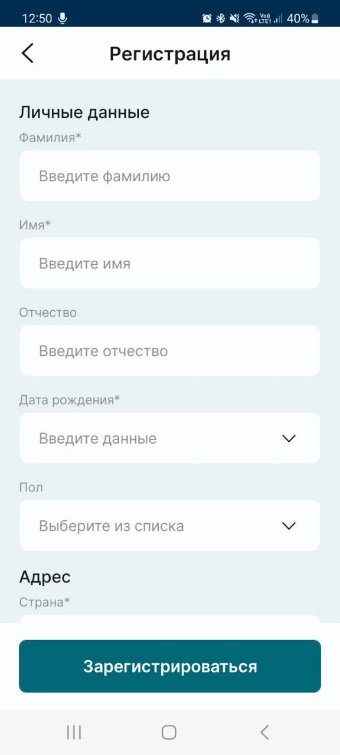 12:50 40%
Регистрация
Личные данные
Фамилия*
Введите фамилию
Имя*
Введите имя
Отчество
Введите отчество
Дата рождения*
Введите данные
Пол
Выберите из списка
Адрес
Страна*
Зарегистрироваться